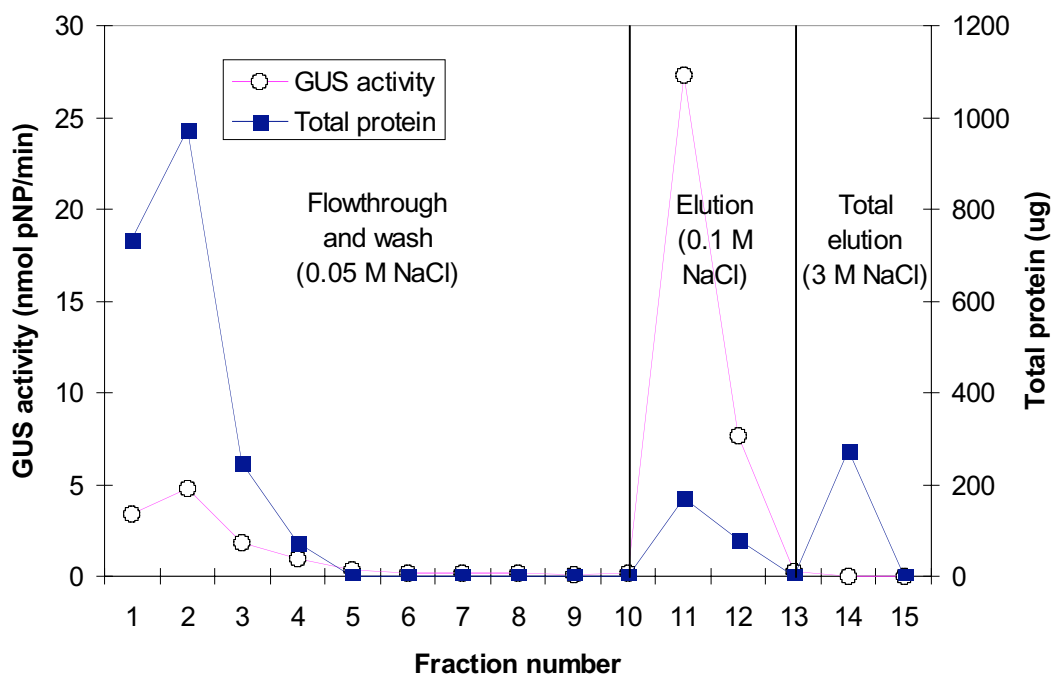 30
25
20
15
10
5
0
GUS activity (nmol pNP/min)
GUS activity
Total protein
Flowthrough
and wash
(0.05 M NaCl)
Elution
(0.1 M
NaCl)
Total
elution
(3 M NaCl)
1200
1000
800
600
400
200
0
Total protein (ug)
1 2 3 4 5 6 7 8 9 10 11 12 13 14 15
Fraction number